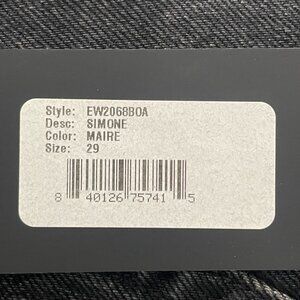 Style: EW2068BOA
Desc: SIMONE
Color: MAIRE
Size: 29
8 40126 75741 5